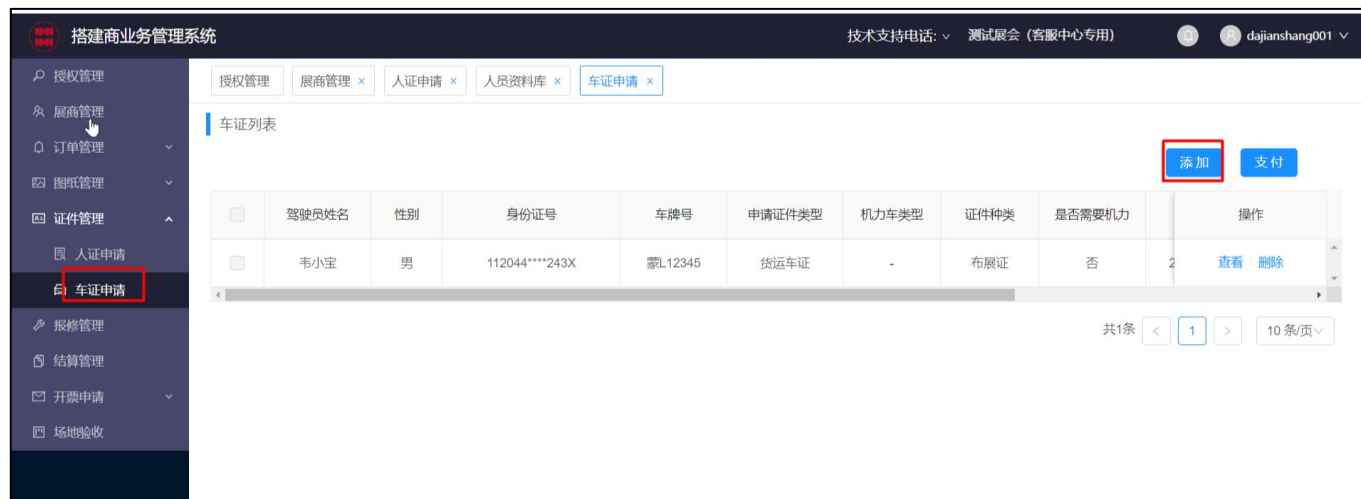 搭建商业务管理系统 技术支持电话: 测试展会（客服中心专用） dajianshang001
授权管理
展商管理
订单管理
图纸管理
证件管理
人证申请
车证申请
报修管理
结算管理
开票申请
场地验收
授权管理 展商管理 × 人证申请 × 人员资料库 × 车证申请 ×
车证列表
添加 支付
驾驶员姓名 性别 身份证号 车牌号 申请证件类型 机力车类型 证件种类 是否需要机力 操作
韦小宝 男 112044****243X 蒙L12345 货运车证 - 布展证 否 2 查看 删除
共1条 < 1 > 10 条/页